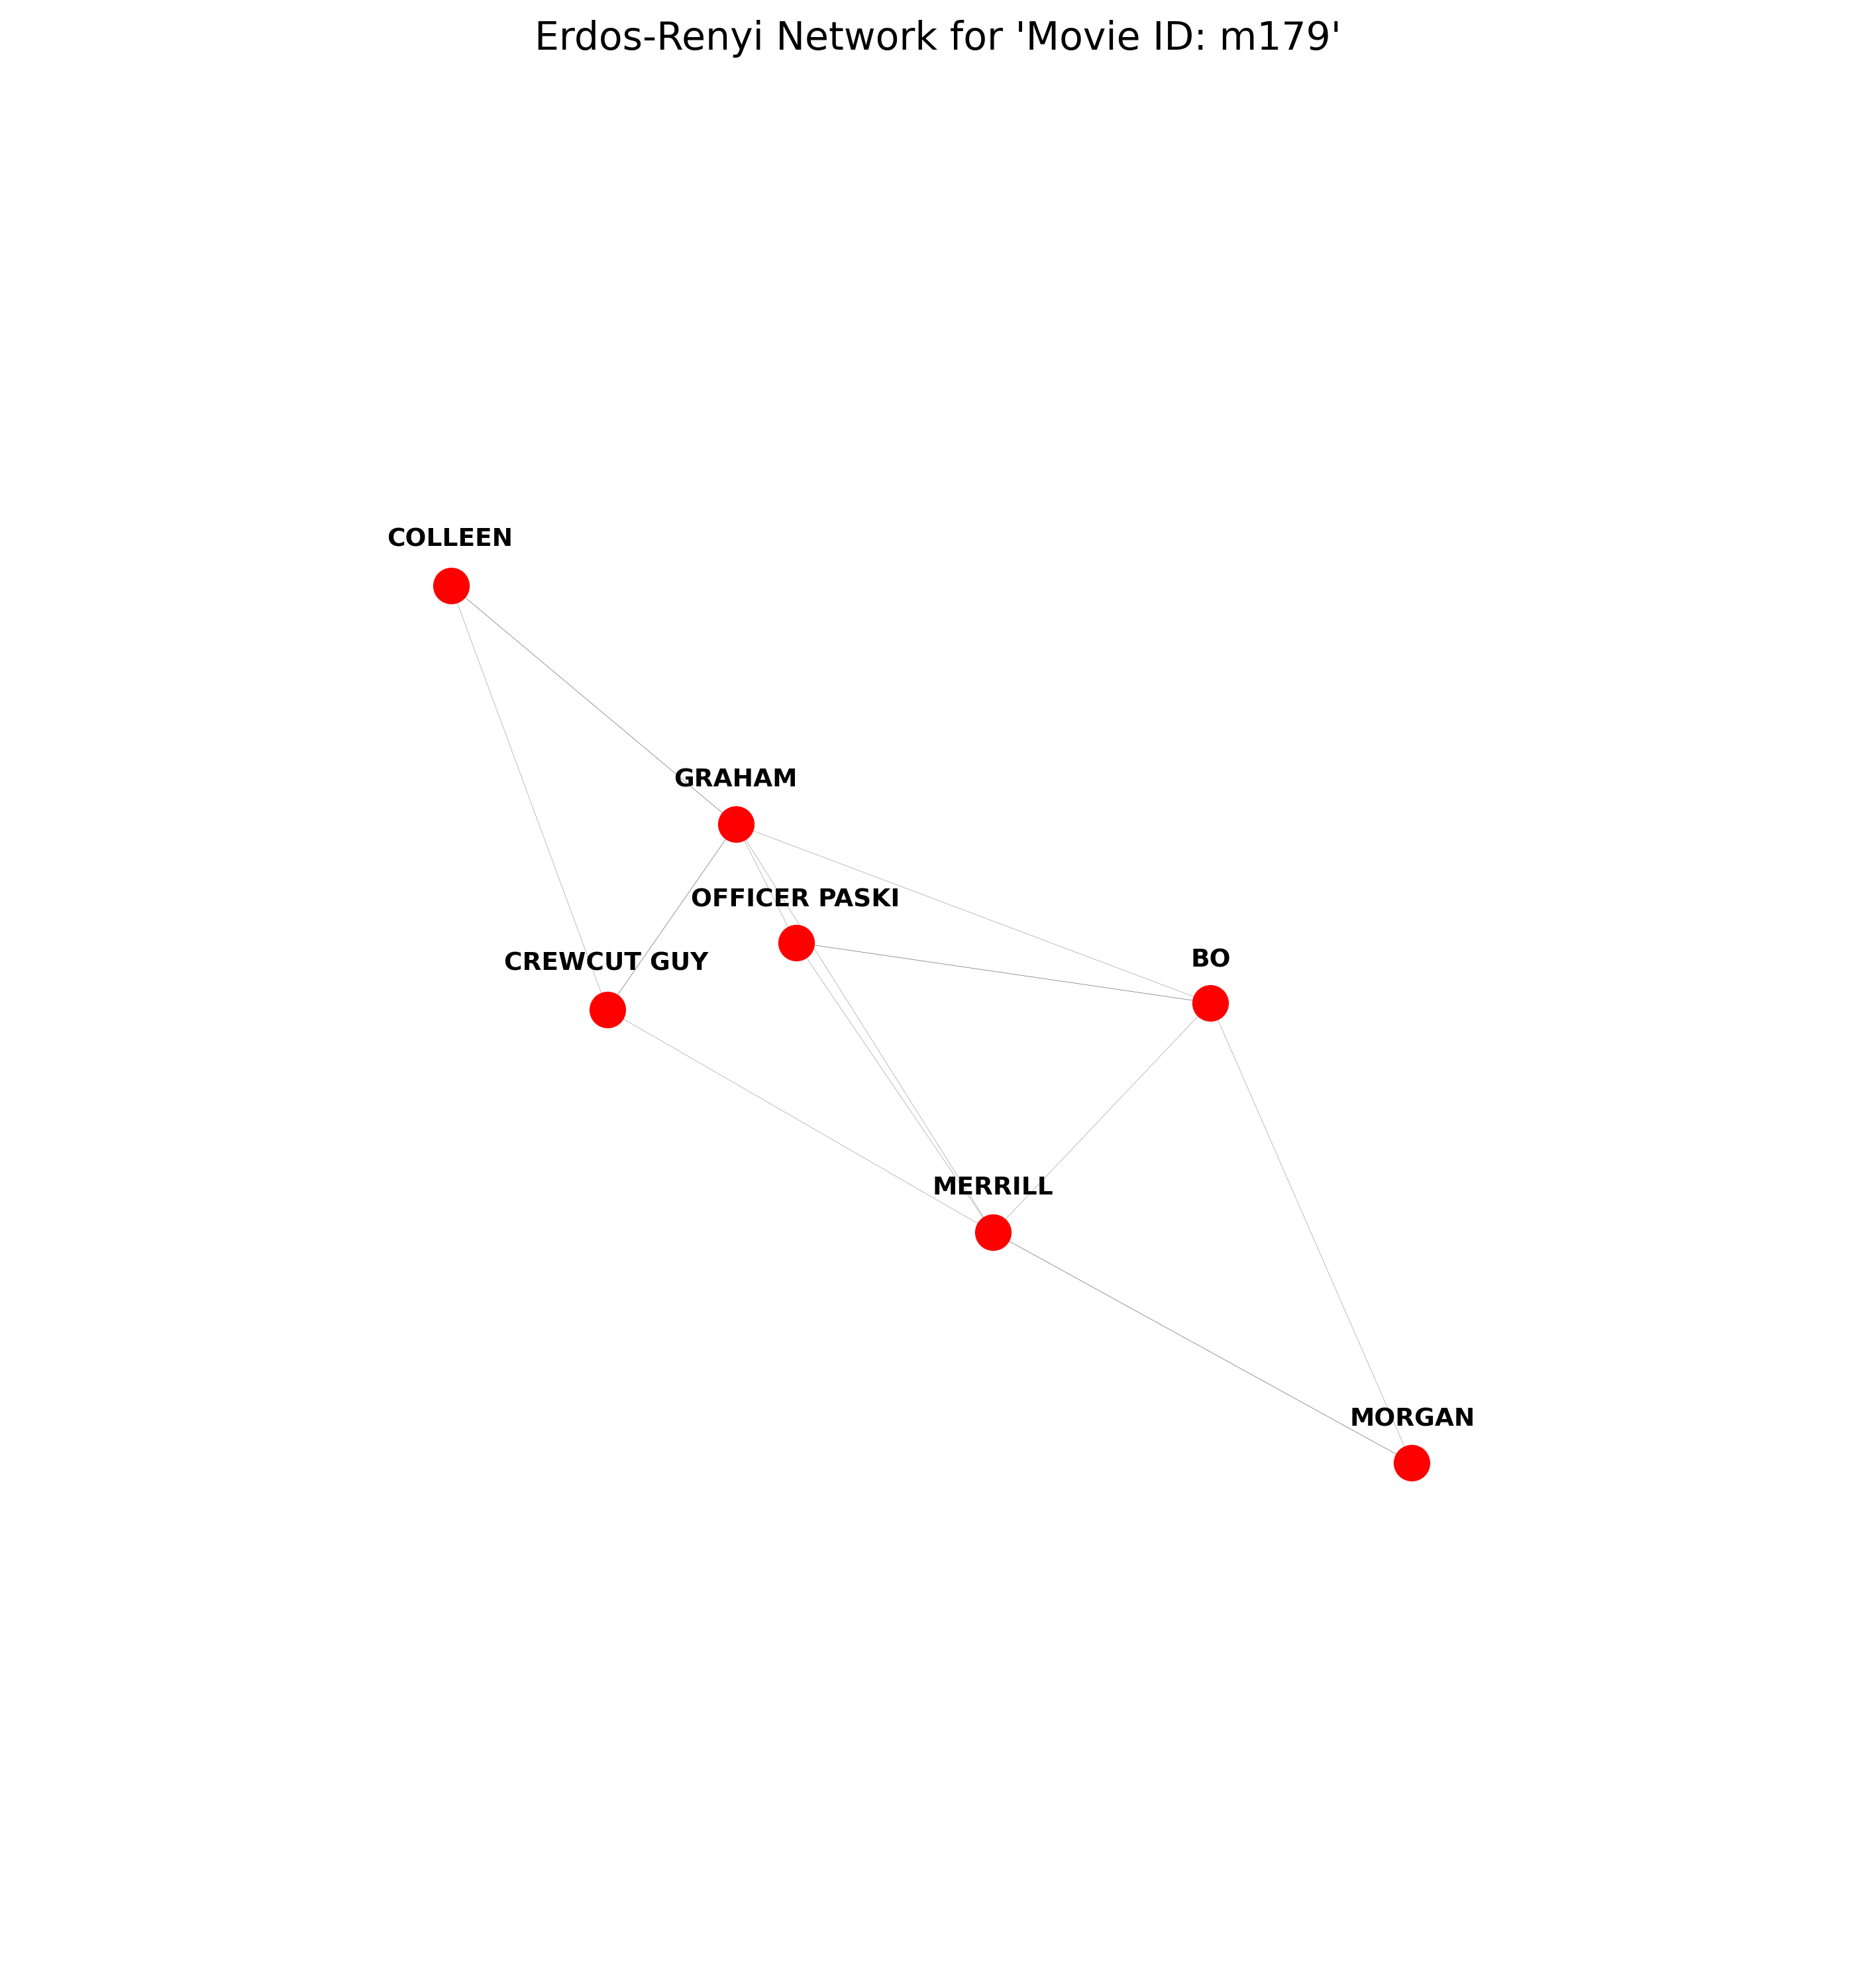 Erdos-Renyi Network for 'Movie ID: m179'
COLLEEN
GRAHAM
OFFICER PASKI
CREWCUT GUY
BO
MERRILL
MORGAN